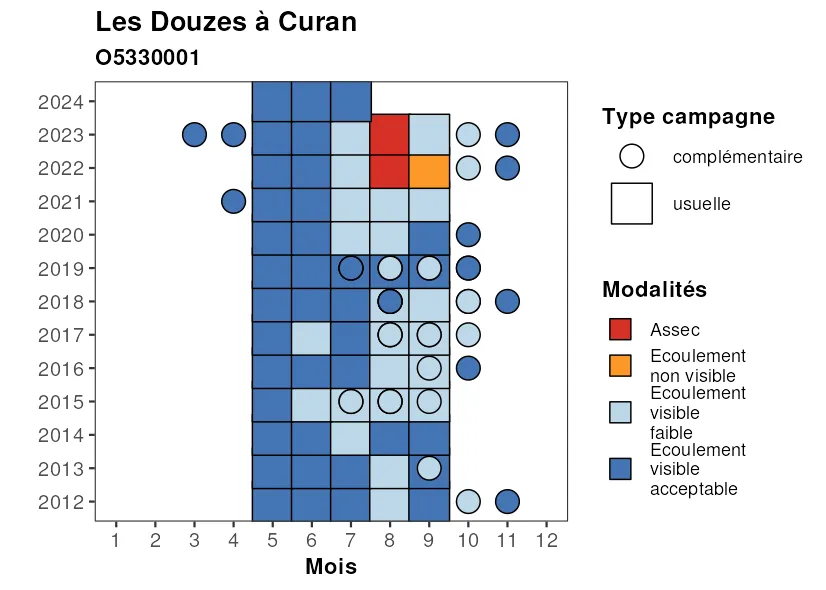 Les Douzes à Curan
O5330001
2024
2023
2022
2021
2020
2019
2018
2017
2016
2015
2014
2013
2012
1 2 3 4 5 6 7 8 9 10 11 12
Mois
Type campagne
complémentaire
usuelle
Modalités
Assec
Ecoulement
non visible
Ecoulement
visible
faible
Ecoulement
visible
acceptable